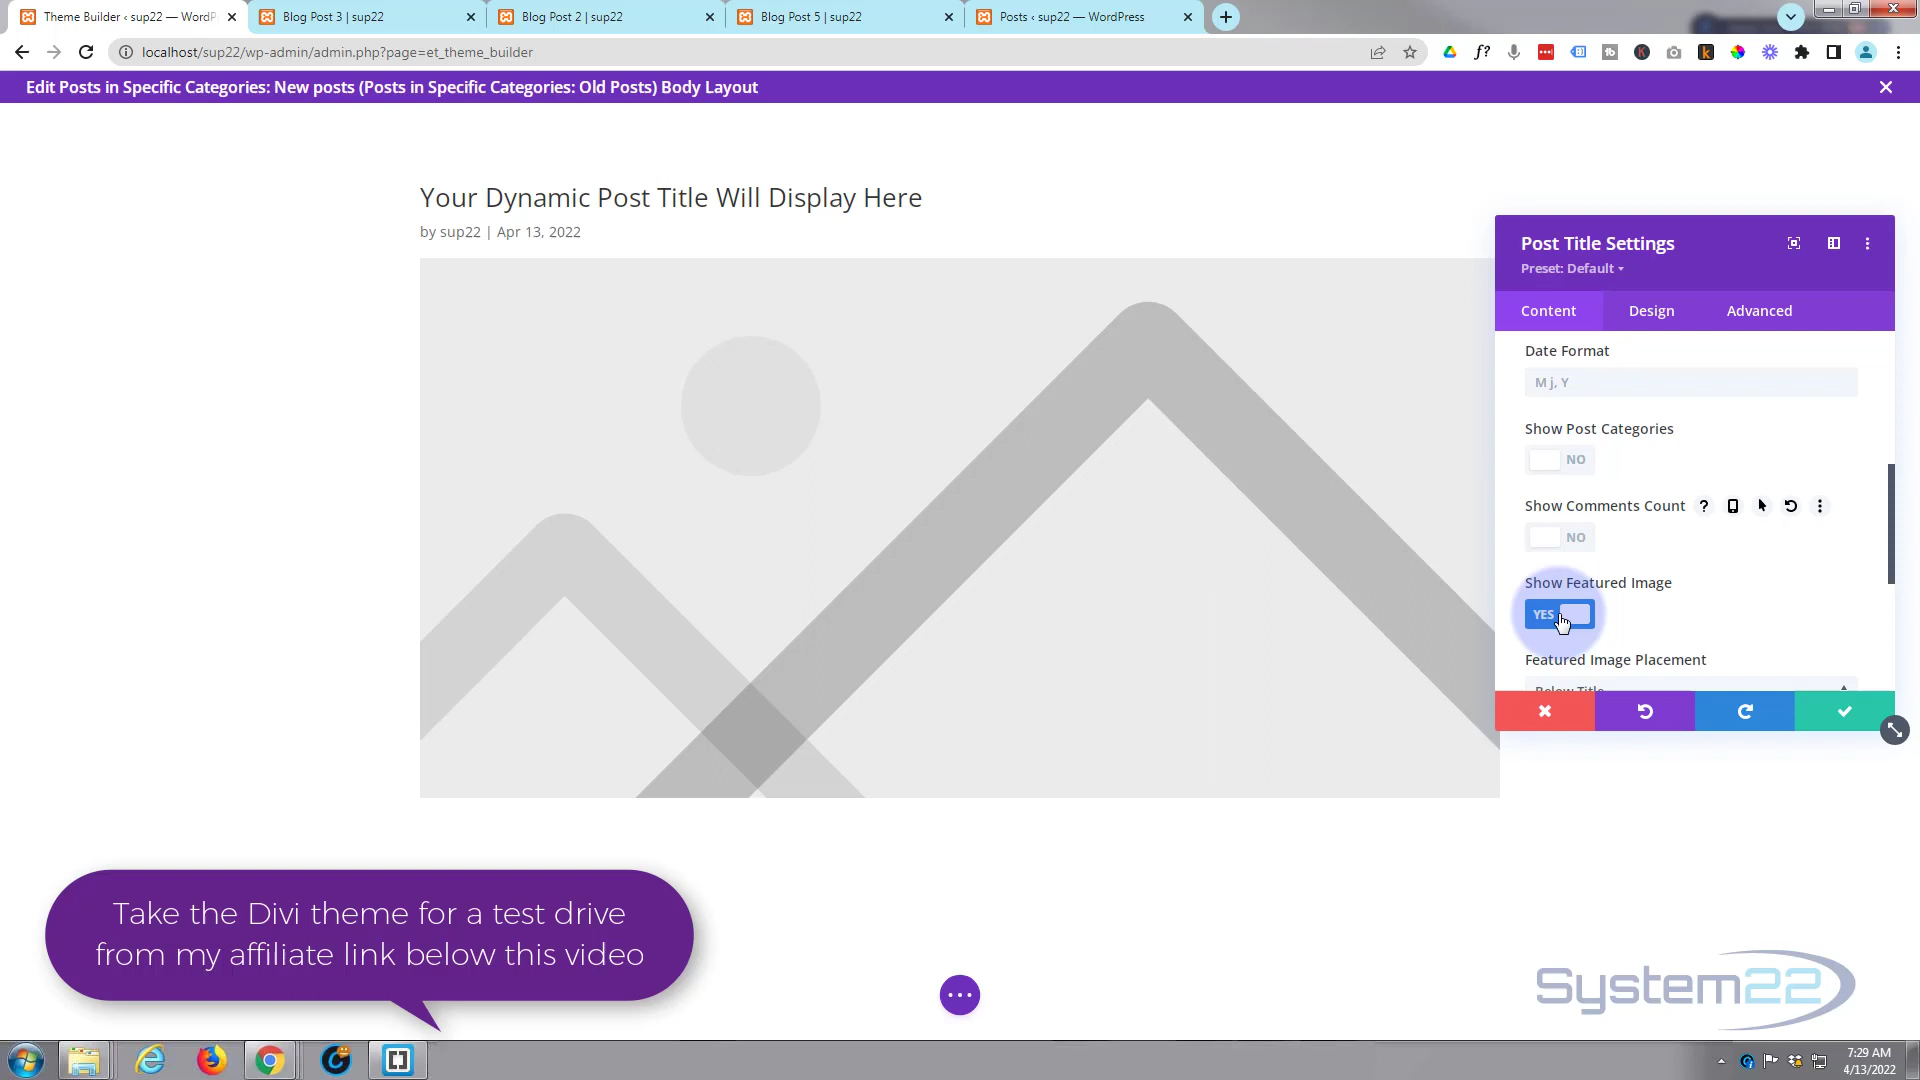 Theme Builder ‹ sup22 — WordP
Blog Post 3 | sup22
Blog Post 2 | sup22
Blog Post 5 | sup22
Posts ‹ sup22 — WordPress
localhost/sup22/wp-admin/admin.php?page=et_theme_builder
Edit Posts in Specific Categories: New posts (Posts in Specific Categories: Old Posts) Body Layout
Your Dynamic Post Title Will Display Here
by sup22 | Apr 13, 2022
Post Title Settings
Preset: Default
Content
Design
Advanced
Date Format
M j, Y
Show Post Categories
NO
Show Comments Count
NO
Show Featured Image
YES
Featured Image Placement
Below Title
Take the Divi theme for a test drive
from my affiliate link below this video
System22
7:29 AM
4/13/2022